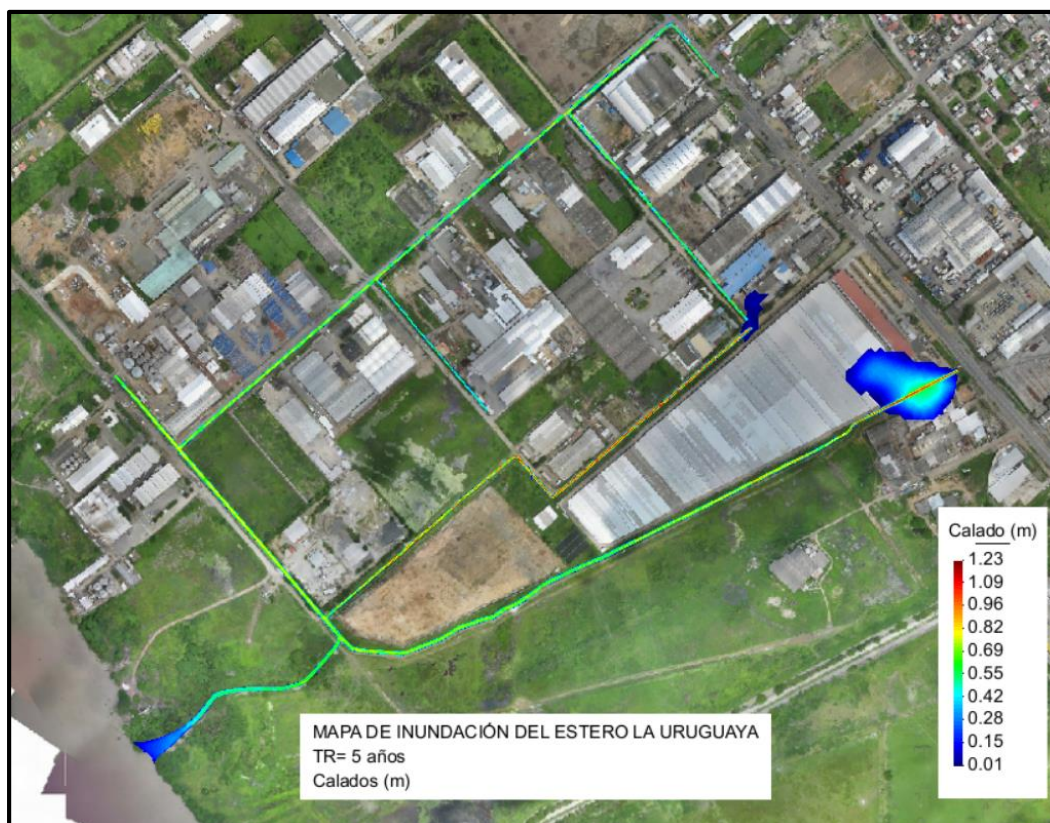 MAPA DE INUNDACIÓN DEL ESTERO LA URUGUAYA
TR= 5 años
Calados (m)
Calado (m)
1.23
1.09
0.96
0.82
0.69
0.55
0.42
0.28
0.15
0.01